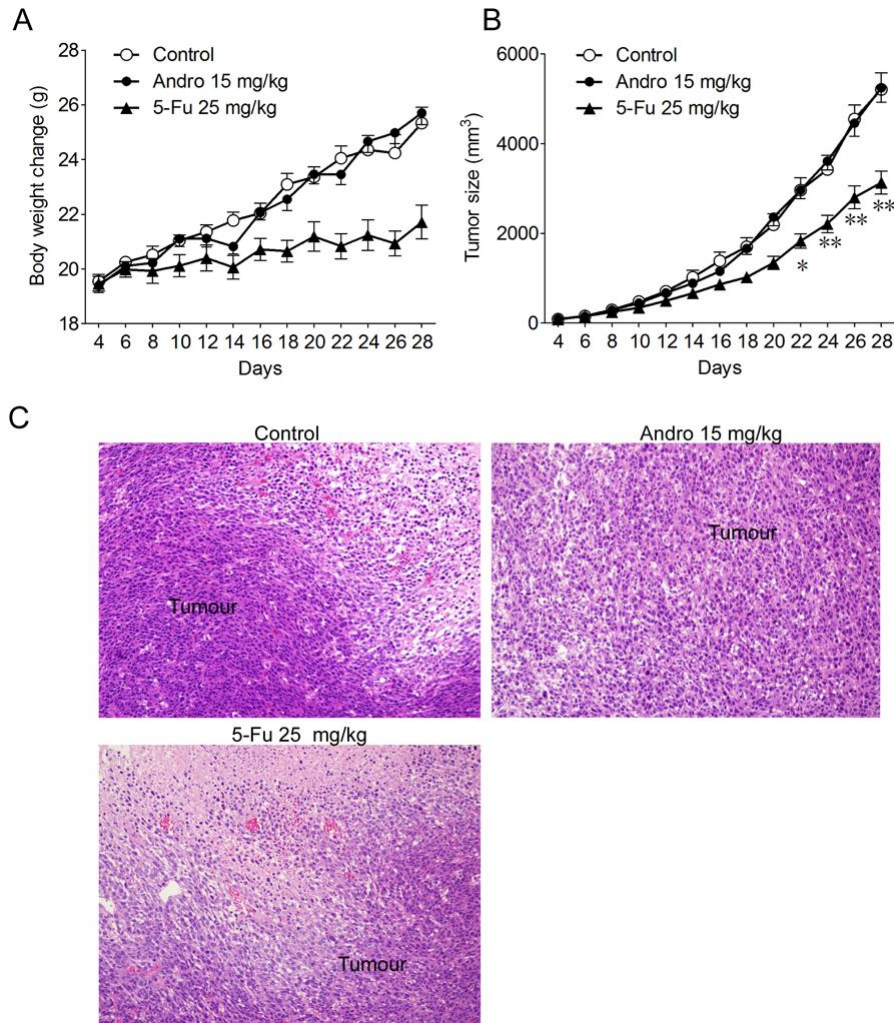 A
Body weight change (g)
28
26
24
22
20
18
Control
Andro 15 mg/kg
5-Fu 25 mg/kg
4 6 8 10 12 14 16 18 20 22 24 26 28
Days
B
Tumor size (mm³)
6000
4000
2000
0
Control
Andro 15 mg/kg
5-Fu 25 mg/kg
* ** ** **
4 6 8 10 12 14 16 18 20 22 24 26 28
Days
C
Control
Tumour
Andro 15 mg/kg
Tumour
5-Fu 25 mg/kg
Tumour